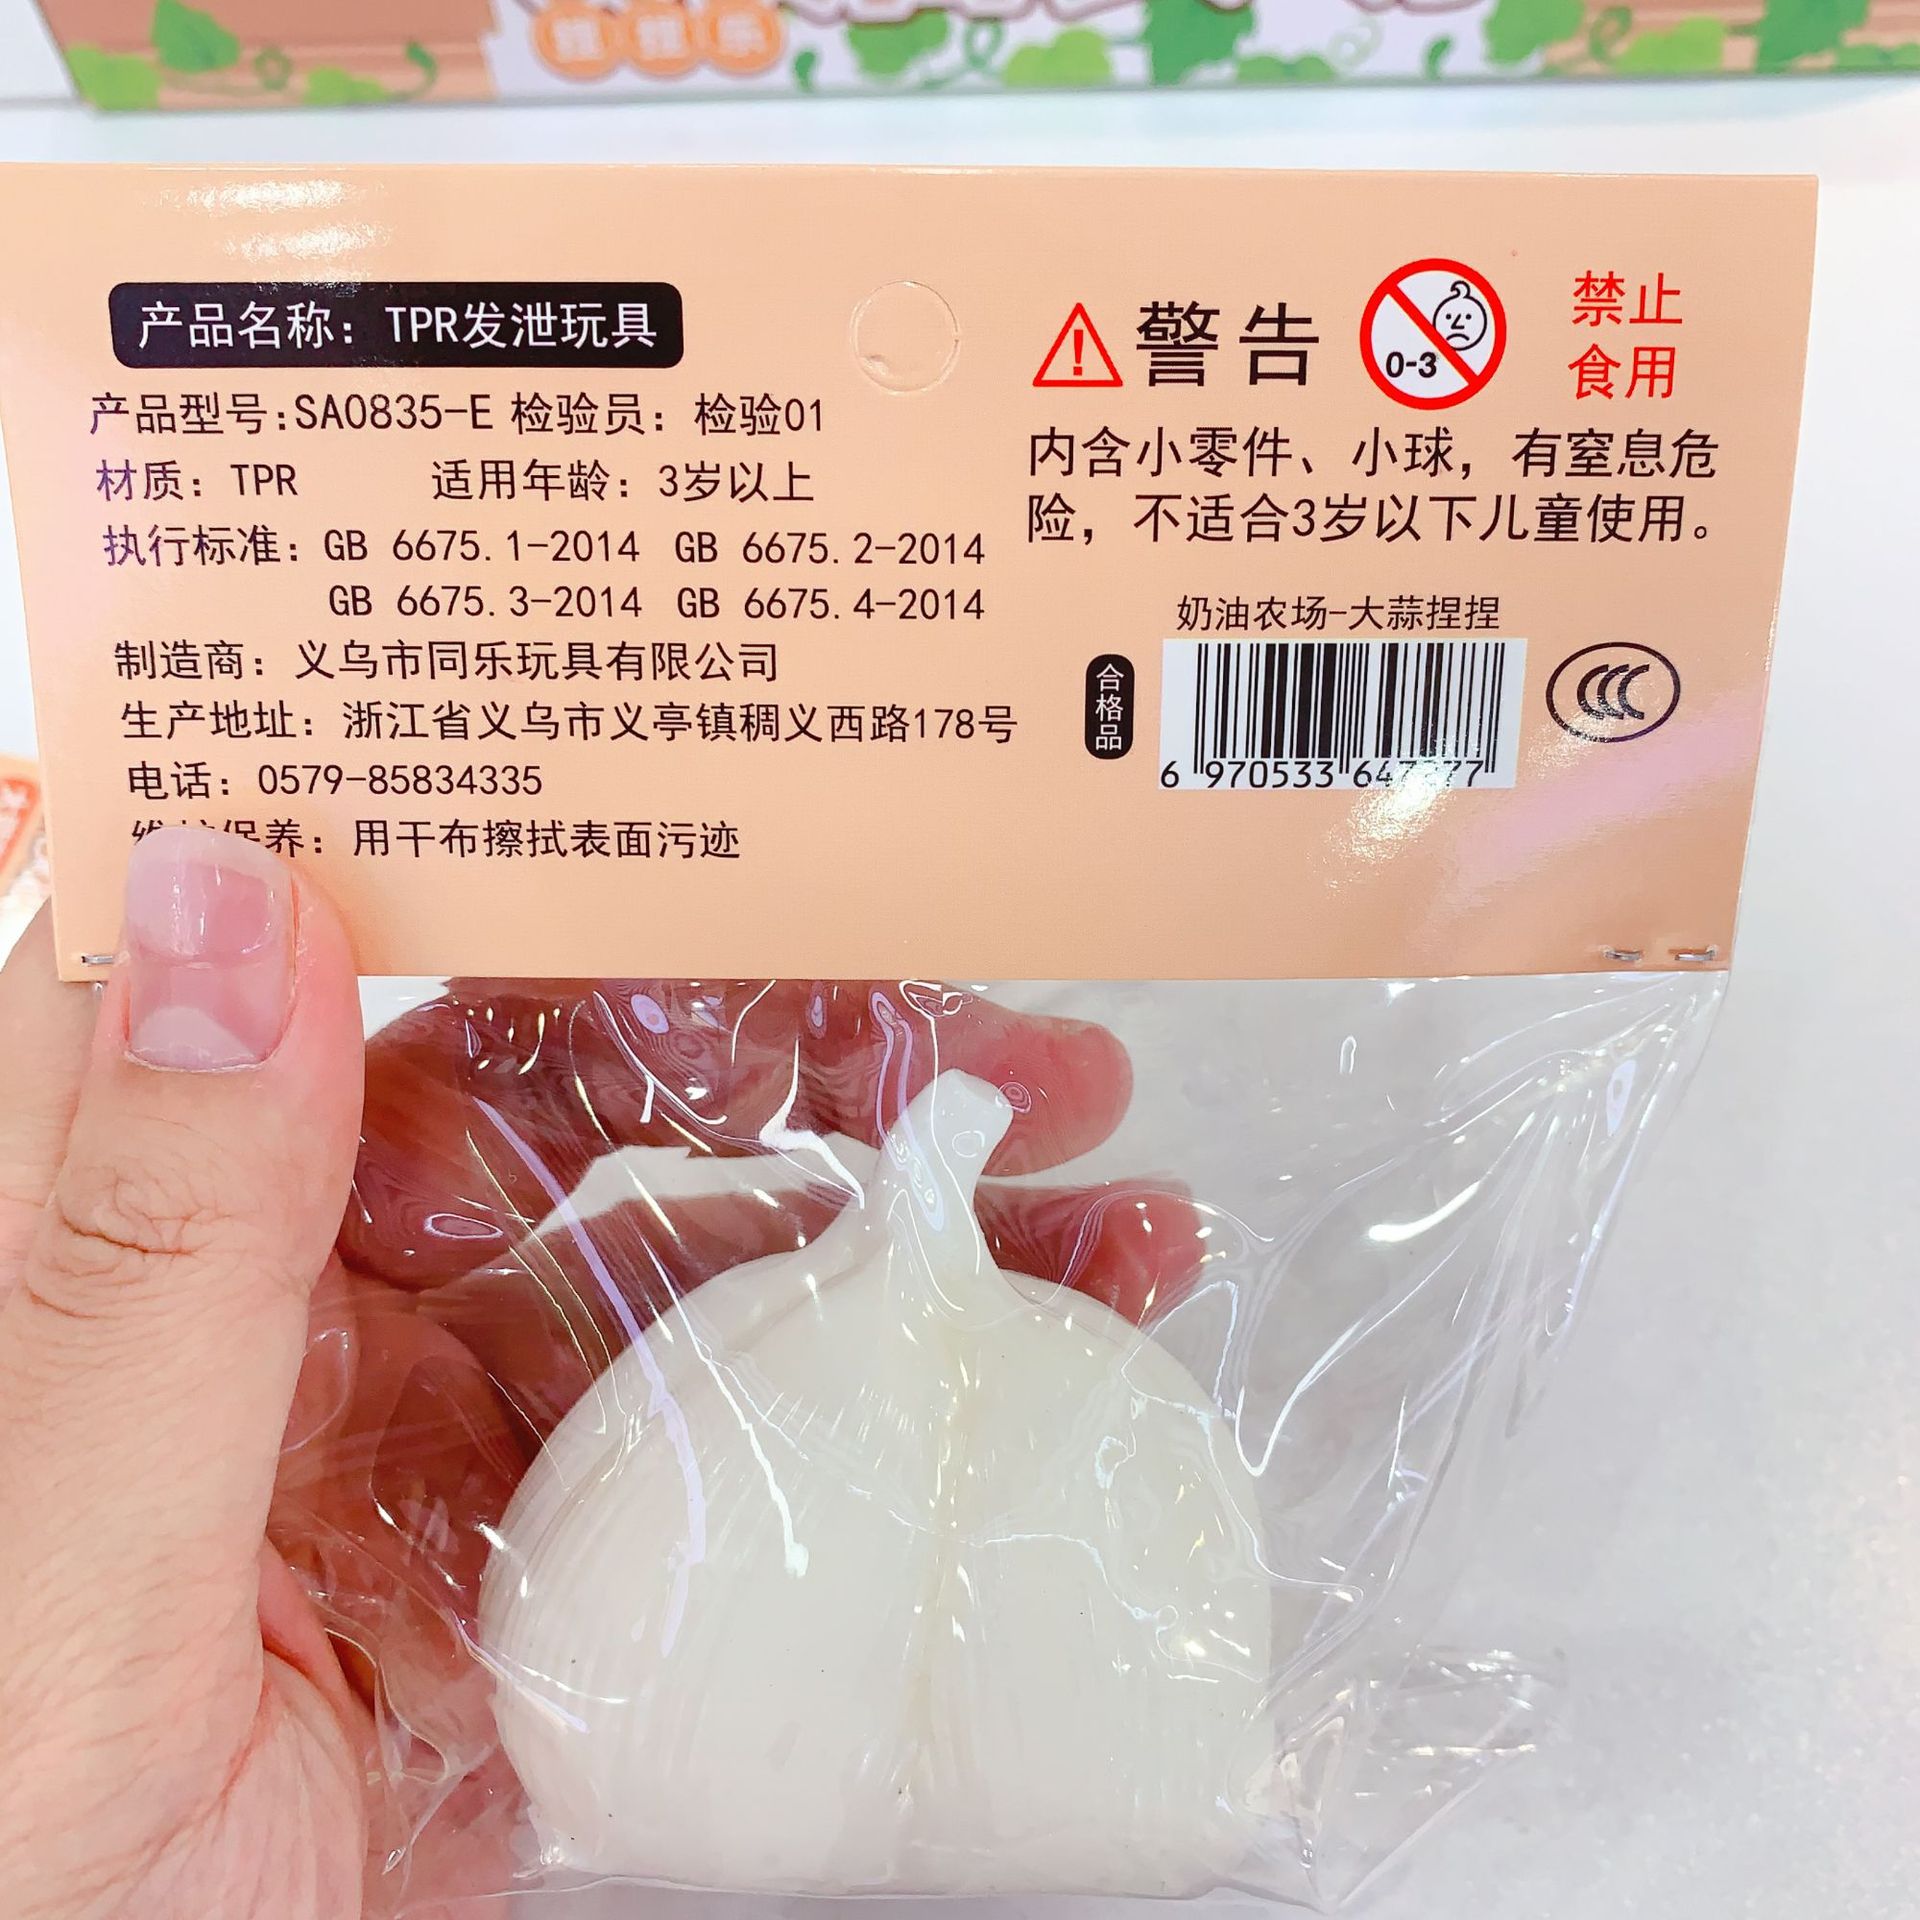 捏捏乐
产品名称：TPR发泄玩具
产品型号:SA0835-E 检验员：检验01
材质：TPR 适用年龄：3岁以上
执行标准：GB 6675.1-2014 GB 6675.2-2014
GB 6675.3-2014 GB 6675.4-2014
制造商：义乌市同乐玩具有限公司
生产地址：浙江省义乌市义亭镇稠义西路178号
电话：0579-85834335
保养：用干布擦拭表面污迹
警告
0-3
禁止
食用
内含小零件、小球，有窒息危
险，不适合3岁以下儿童使用。
奶油农场-大蒜捏捏
合格品
6 970533
CCC